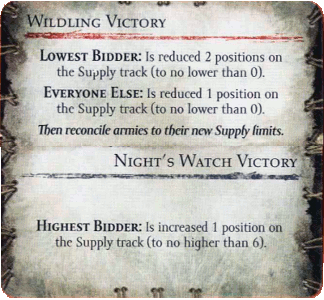 WILDLING VICTORY
LOWEST BIDDER: Is reduced 2 positions on
the Supply track (to no lower than 0).
EVERYONE ELSE: Is reduced 1 position on
the Supply track (to no lower than 0).
Then reconcile armies to their new Supply limits.
NIGHT'S WATCH VICTORY
HIGHEST BIDDER: Is increased 1 position on
the Supply track (to no higher than 6).